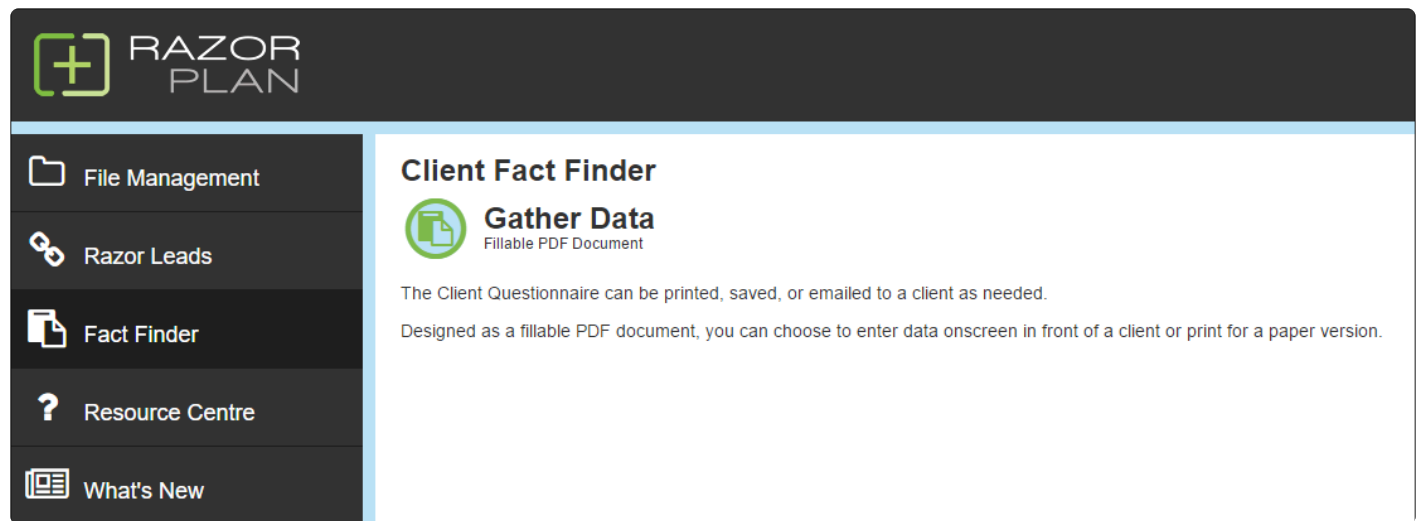 RAZOR
PLAN
File Management
Razor Leads
Fact Finder
Resource Centre
What's New
Client Fact Finder
Gather Data
Fillable PDF Document
The Client Questionnaire can be printed, saved, or emailed to a client as needed.
Designed as a fillable PDF document, you can choose to enter data onscreen in front of a client or print for a paper version.